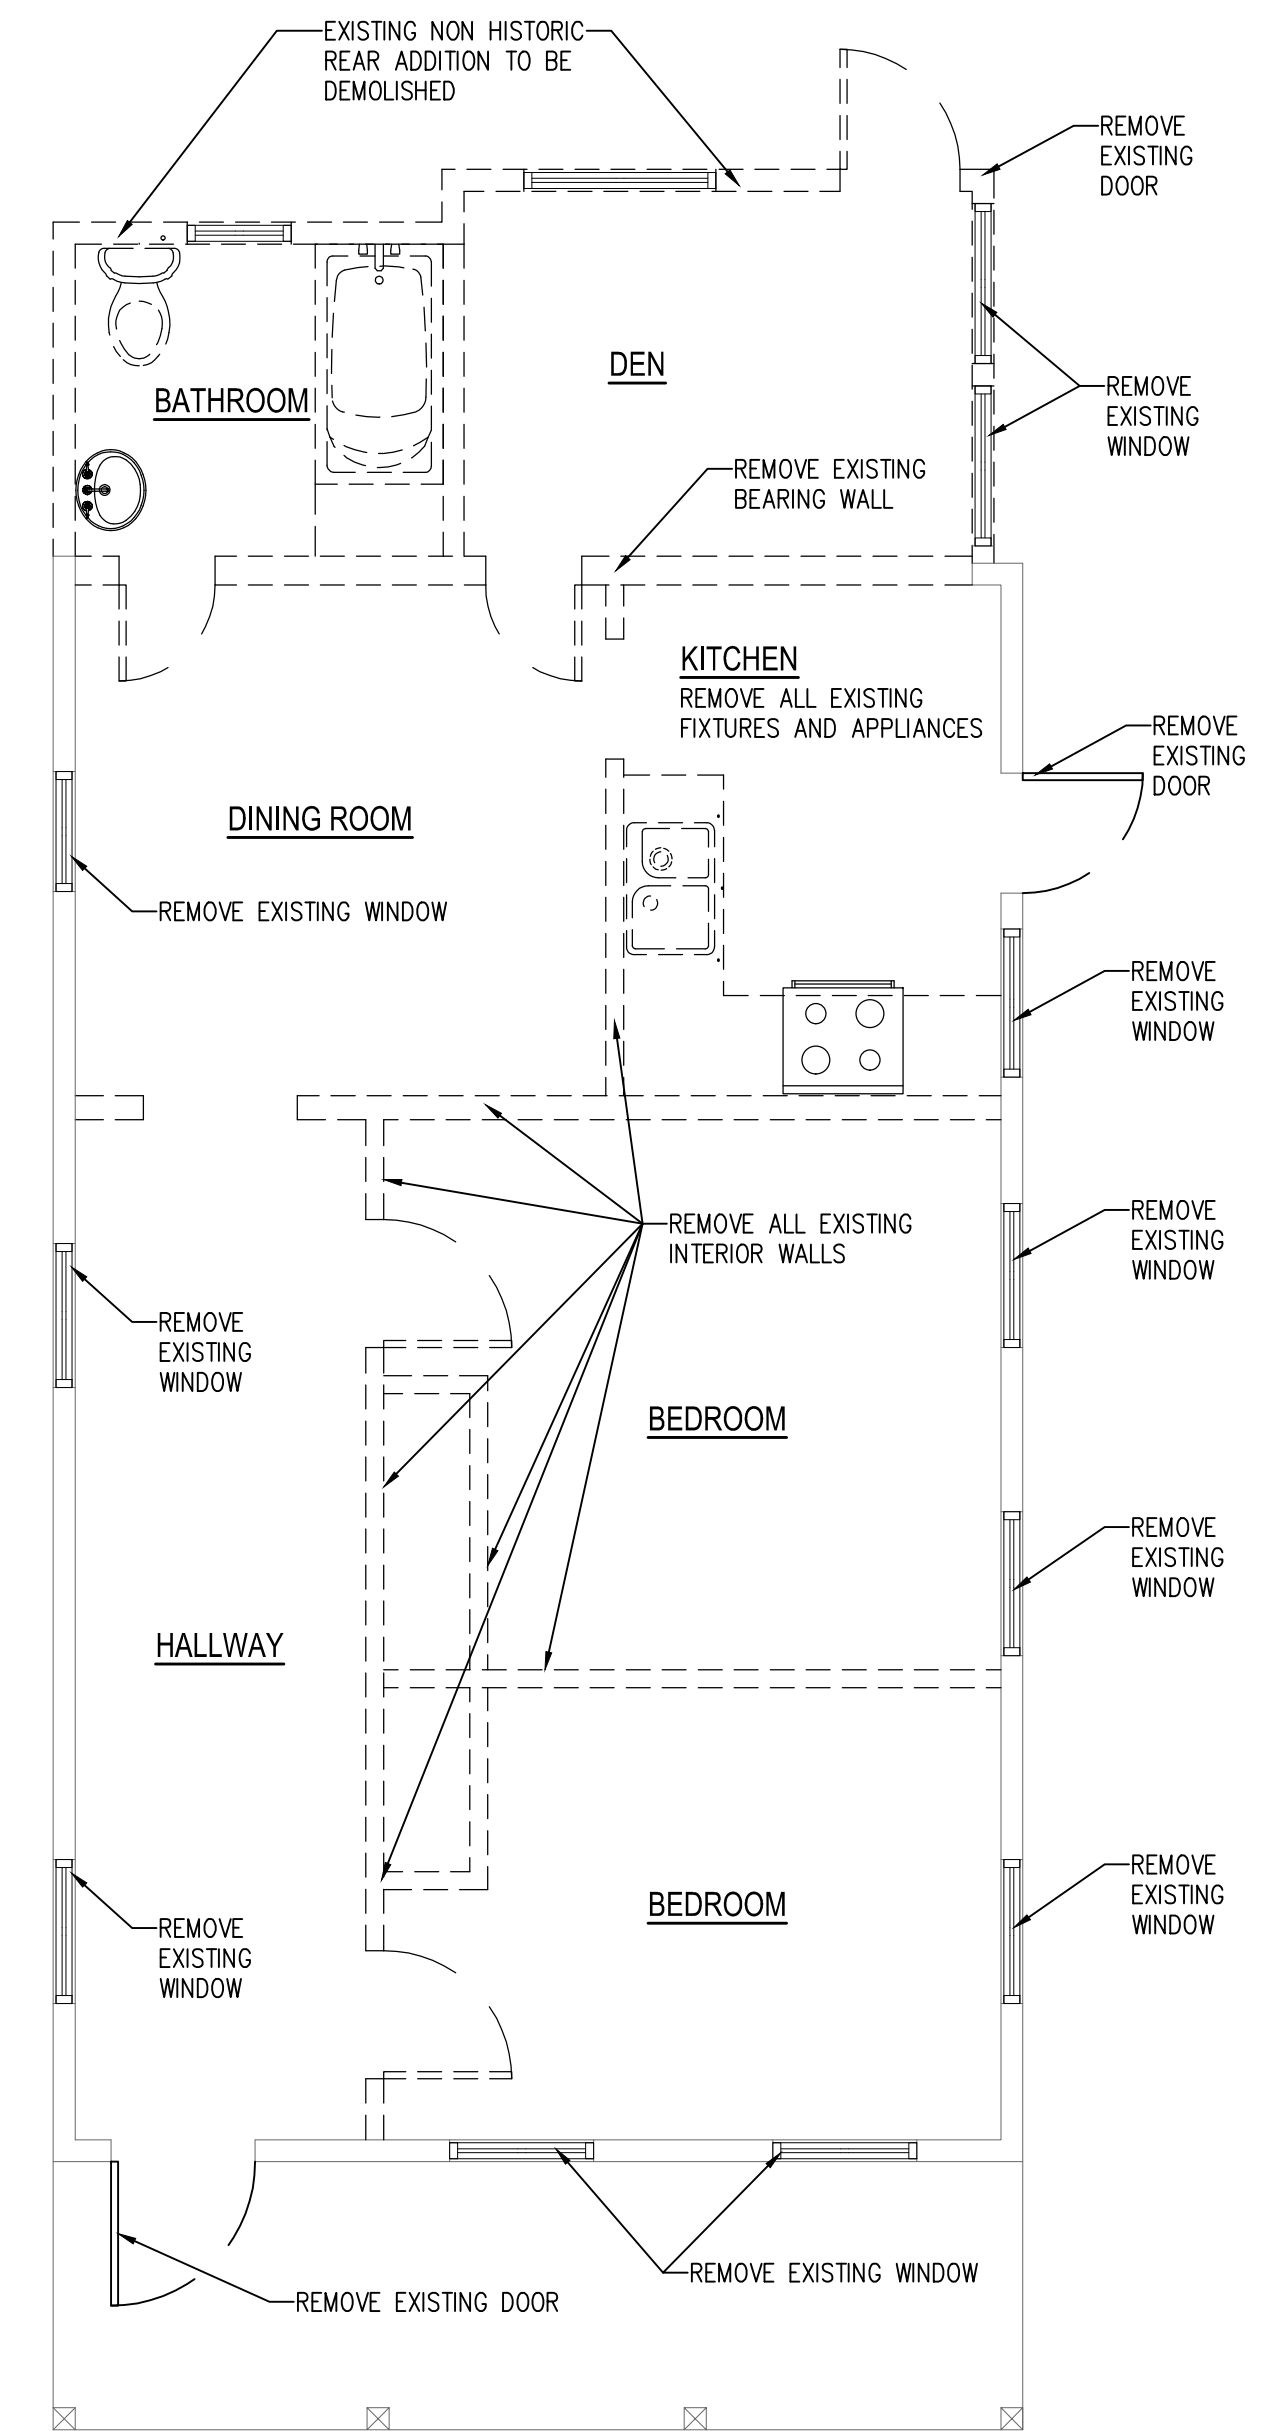 EXISTING NON HISTORIC
REAR ADDITION TO BE
DEMOLISHED
REMOVE
EXISTING
DOOR
DEN
BATHROOM
REMOVE
EXISTING
WINDOW
REMOVE EXISTING
BEARING WALL
KITCHEN
REMOVE ALL EXISTING
FIXTURES AND APPLIANCES
REMOVE
EXISTING
DOOR
DINING ROOM
REMOVE EXISTING WINDOW
REMOVE
EXISTING
WINDOW
REMOVE ALL EXISTING
INTERIOR WALLS
REMOVE
EXISTING
WINDOW
REMOVE
EXISTING
WINDOW
BEDROOM
REMOVE
EXISTING
WINDOW
HALLWAY
BEDROOM
REMOVE
EXISTING
WINDOW
REMOVE
EXISTING
WINDOW
REMOVE EXISTING WINDOW
REMOVE EXISTING DOOR